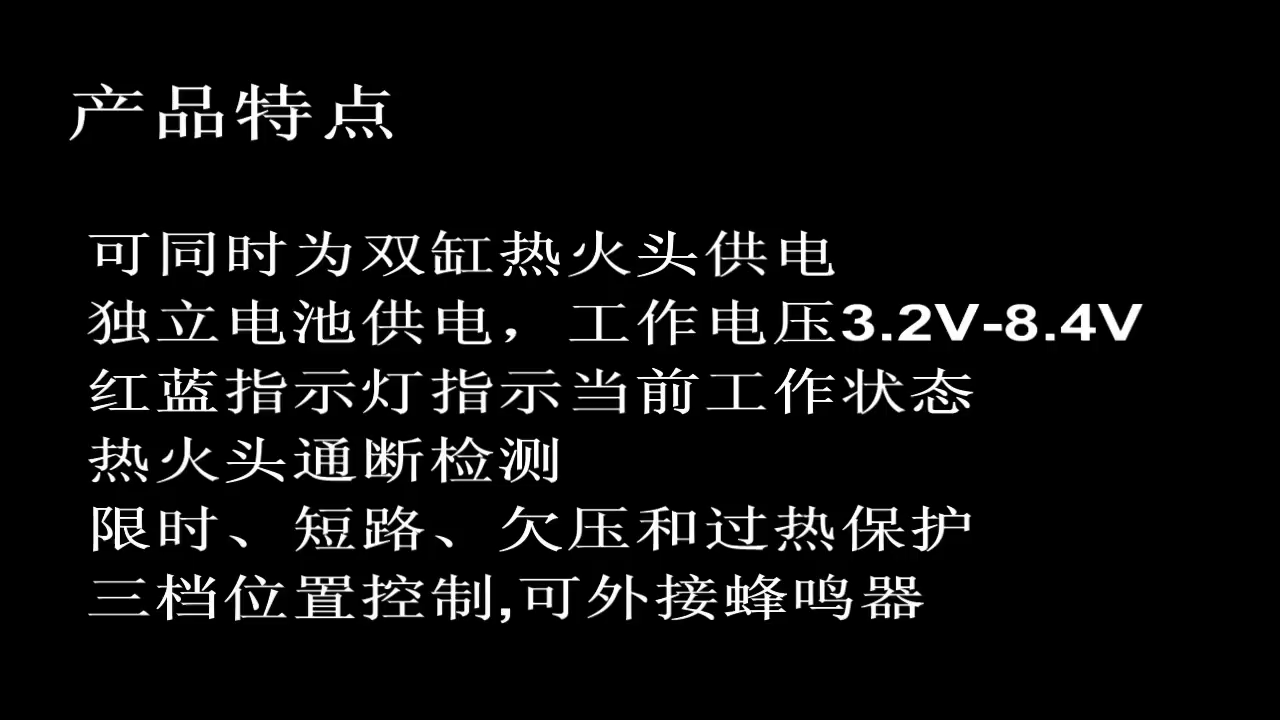 产品特点
可同时为双缸热火头供电
独立电池供电，工作电压3.2V-8.4V
红蓝指示灯指示当前工作状态
热火头通断检测
限时、短路、欠压和过热保护
三档位置控制,可外接蜂鸣器